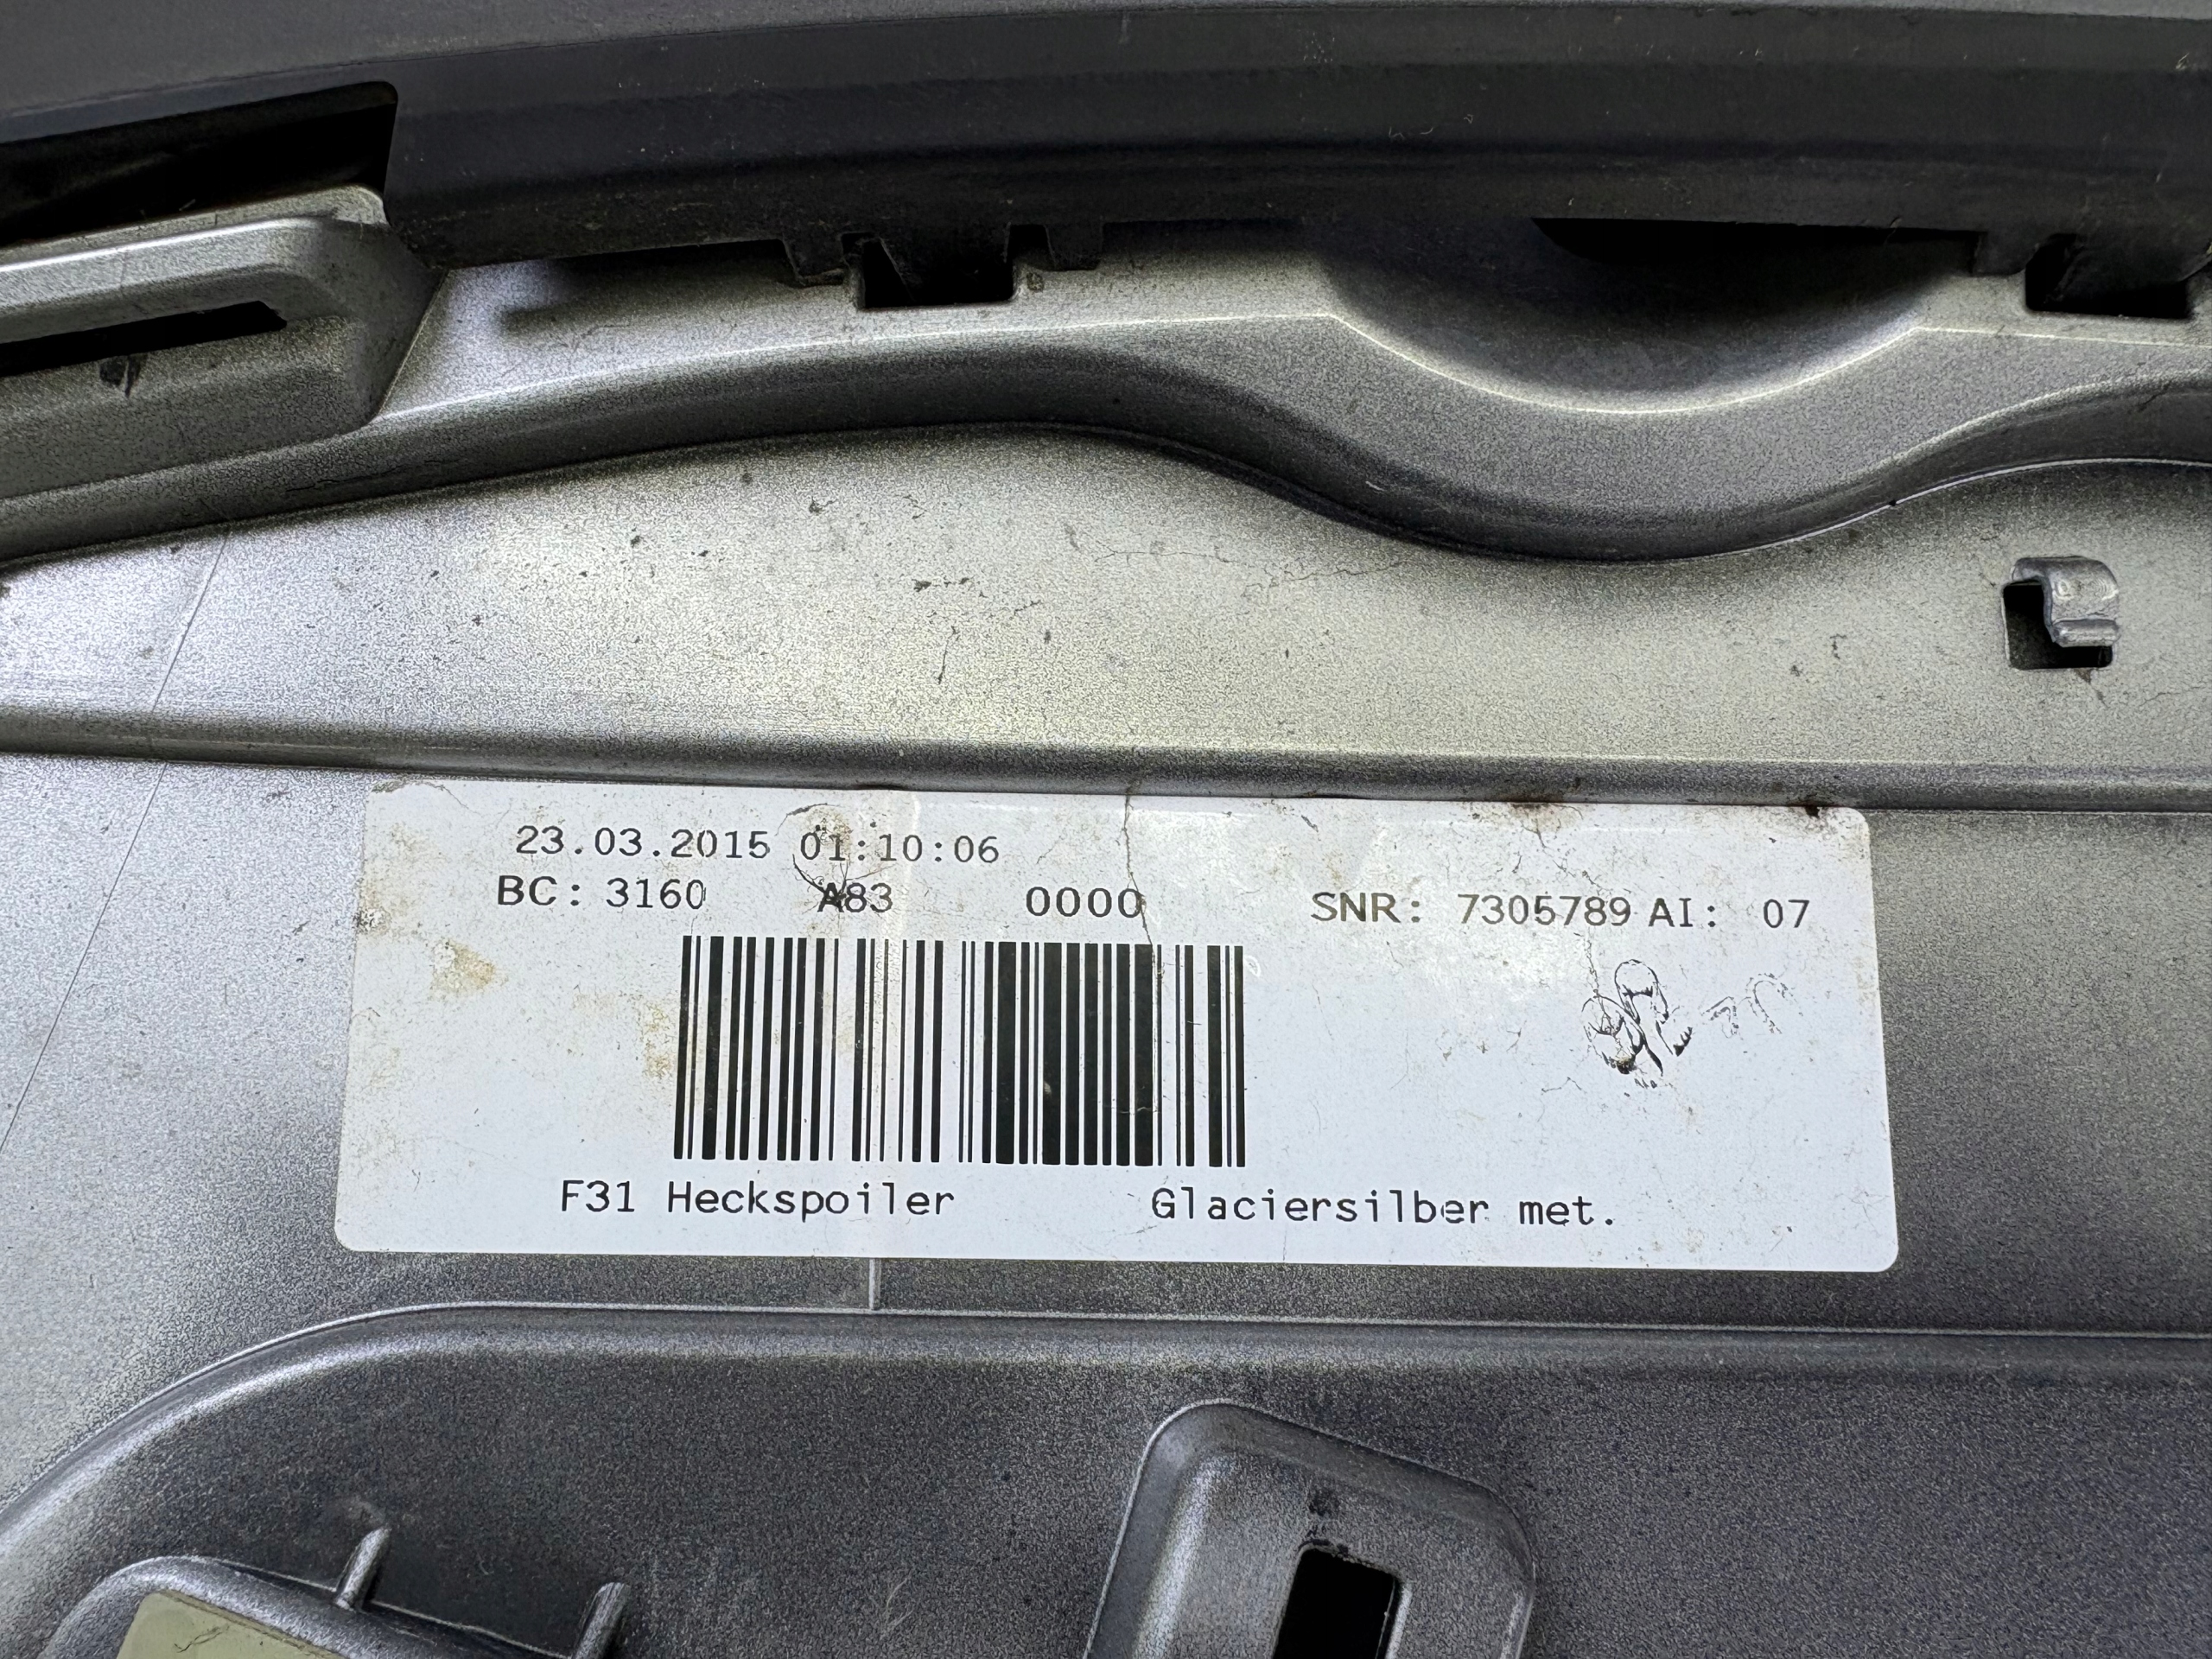 23.03.2015 01:10:06
BC: 3160 A83 0000 SNR: 7305789 AI: 07
F31 Heckspoiler Glaciersilber met.